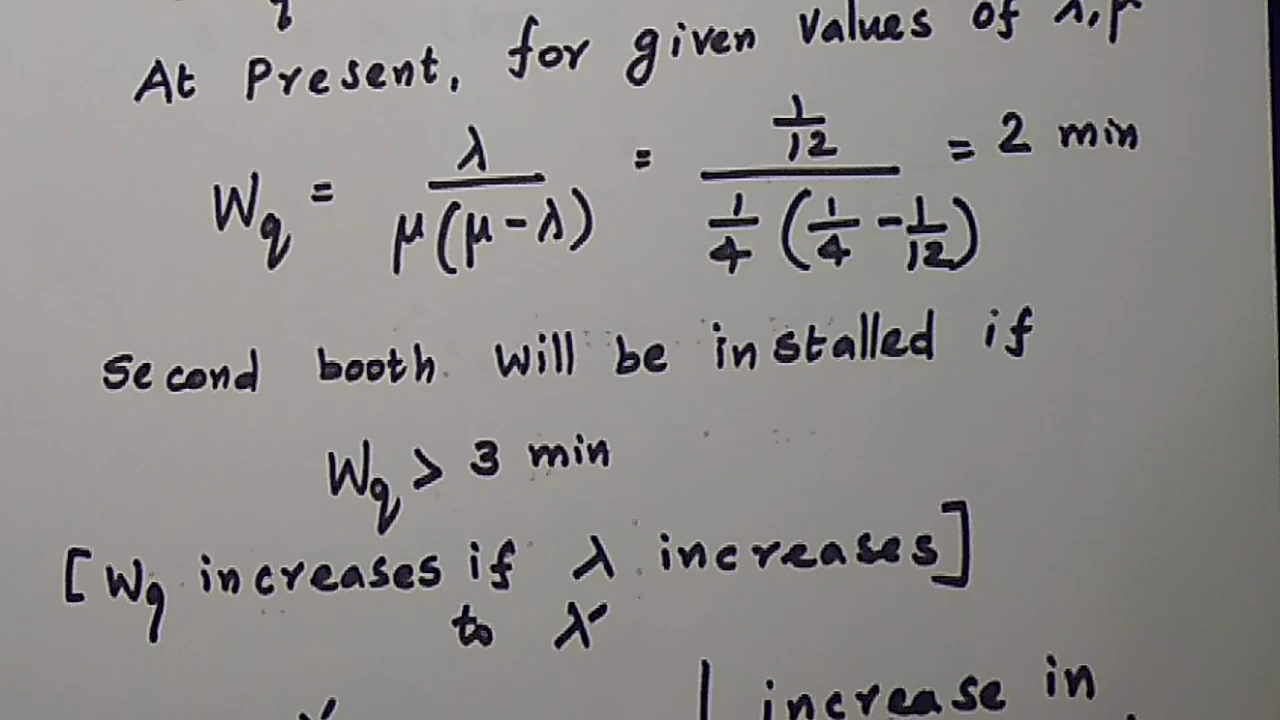 q
At Present, for given values of λ, μ
Wq = λ / μ(μ-λ) = 1/12 / 1/4 (1/4 - 1/12) = 2 min
Second booth will be installed if
Wq > 3 min
[Wq increases if λ increases]
to λ'
increase in